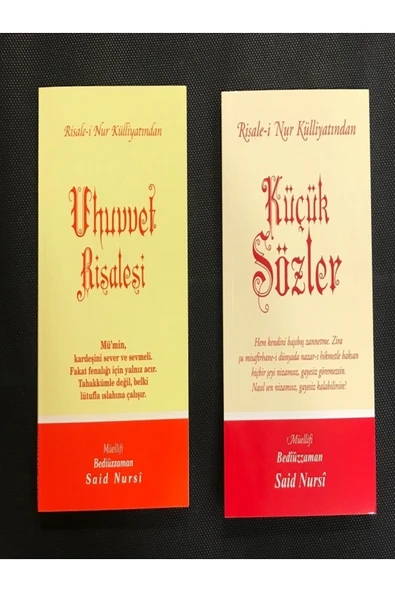 Risale-i Nur Külliyatından
Uhuvvet
Risalesi
Mü'min,
kardeşini sever ve sevmeli.
Fakat fenalığı için yalnız acır.
Tahakkümle değil, belki
lütufla ıslahına çalışır.
Müellifi
Bediüzzaman
Said Nursî
Risale-i Nur Külliyatından
Küçük
Sözler
Hem kendini başıboş zannetme. Zira
şu misafirhane-i dünyada nazar-ı hikmetle baksan
hiçbir şeyi nizamsız, gayesiz göremezsin.
Nasıl sen nizamsız, gayesiz kalabilirsin?
Müellifi
Bedîüzzaman
Said Nursî